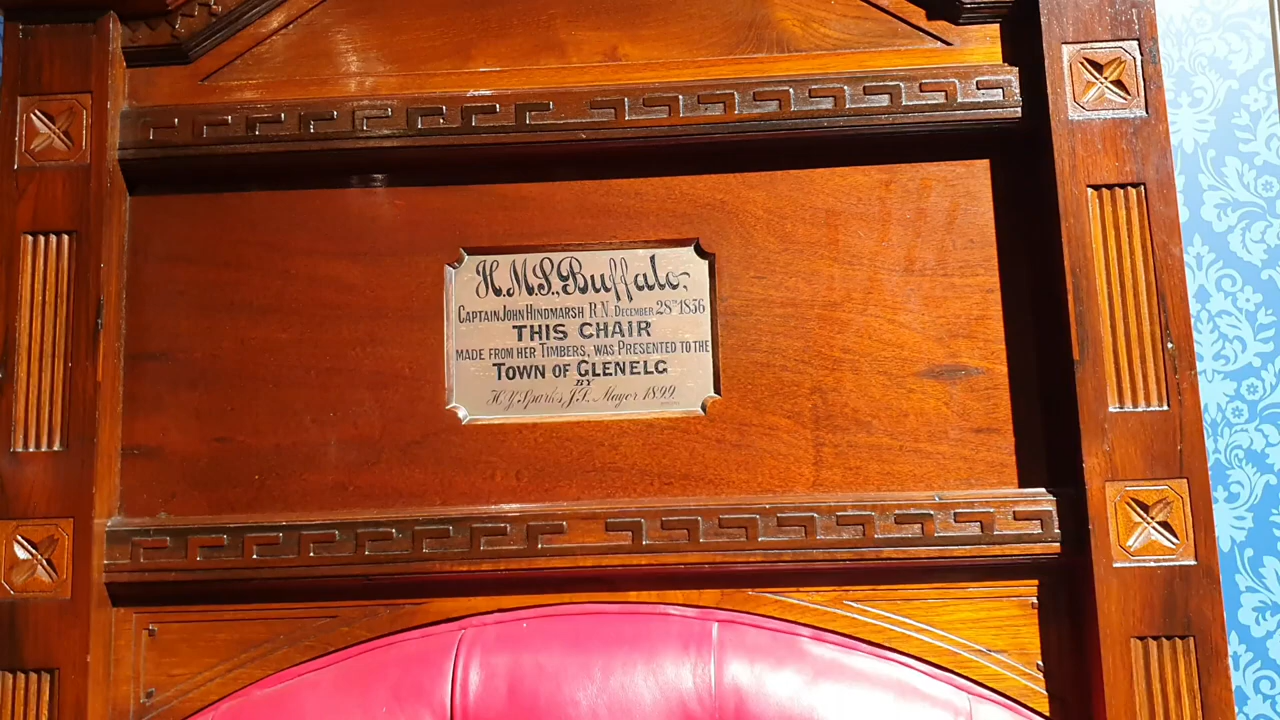 H.M.S. Buffalo.
CAPTAIN JOHN HINDMARSH R.N. DECEMBER 28TH 1836
THIS CHAIR
MADE FROM HER TIMBERS, WAS PRESENTED TO THE
TOWN OF GLENELG
BY
H.Y. Sparks, J.P. Mayor 1899.